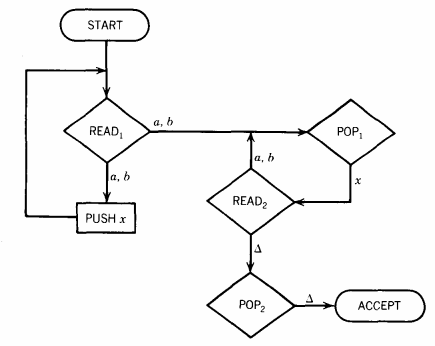 START
READ₁
a, b
POP₁
a, b
a, b
x
READ₂
PUSH x
Δ
POP₂
Δ
ACCEPT